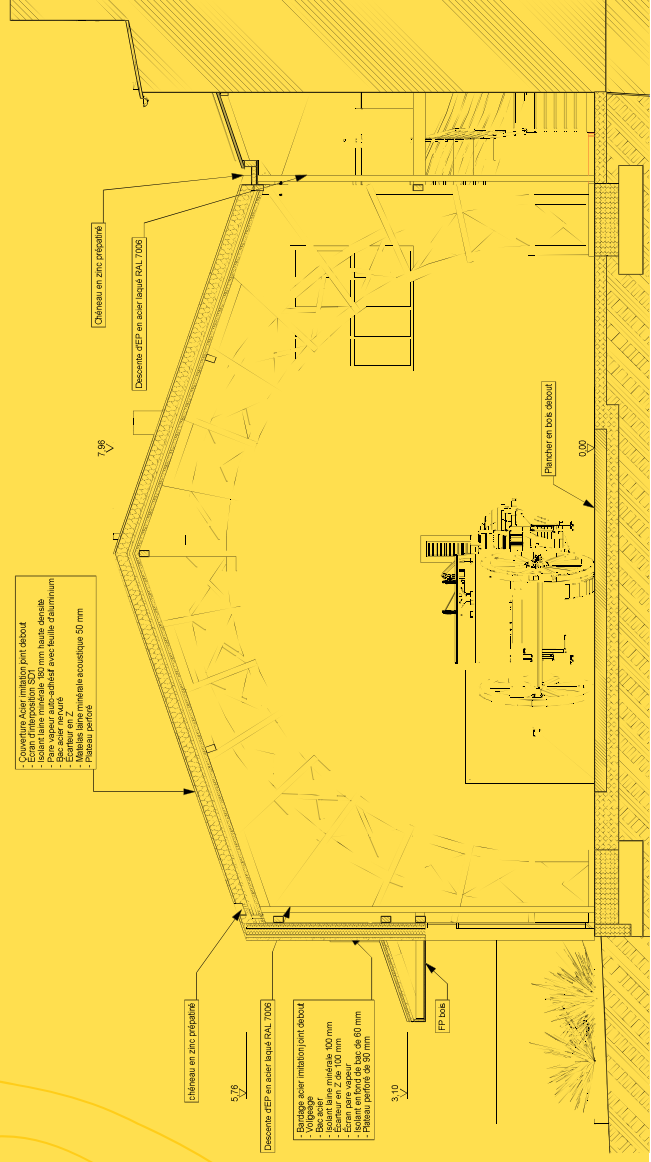 Chéneau en zinc prépatiné
Descente d'EP en acier laqué RAL 7006
7,96
Plancher en bois debout
0,00
- Couverture Acier imitation joint debout
- Ecran d'interposition SD1
- Isolant laine minérale 180 mm haute densité
- Pare vapeur auto-adhésif avec feuille d'aluminium
- Bac acier nervuré
- Écarteur en Z
- Matelas laine minérale acoustique 50 mm
- Plateau perforé
chéneau en zinc prépatiné
5,76
Descente d'EP en acier laqué RAL 7006
- Bardage acier imitation joint debout
- Voligeage
- Bac acier
- Isolant laine minérale 100 mm
- Écarteur en Z de 100 mm
- Écran pare vapeur
- Isolant en fond de bac de 60 mm
- Plateau perforé de 90 mm
3,10
FP bois